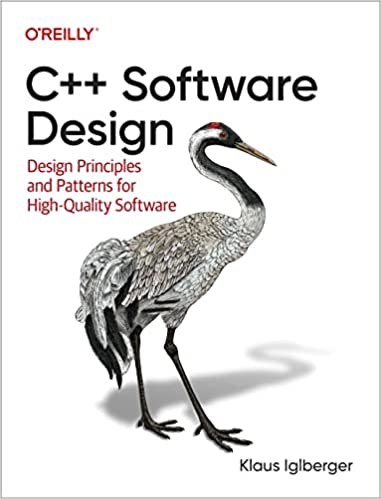 O'REILLY®
C++ Software
Design
Design Principles
and Patterns for
High-Quality Software
Klaus Iglberger